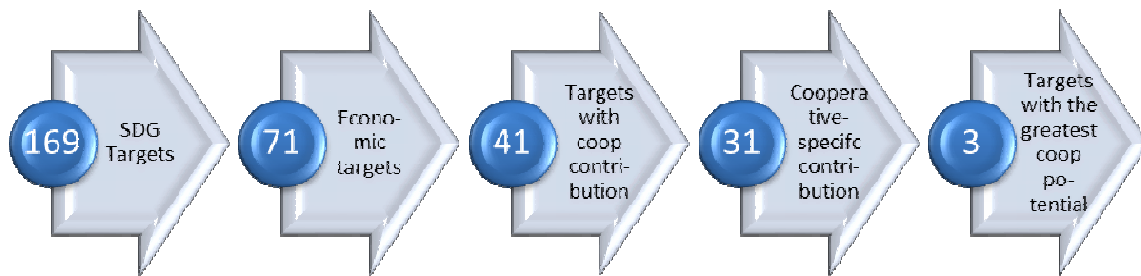 169
SDG
Targets
71
Econo-
mic
targets
41
Targets
with
coop
contri-
bution
31
Coopera
tive-
specifc
contri-
bution
3
Targets
with the
greatest
coop
po-
tential